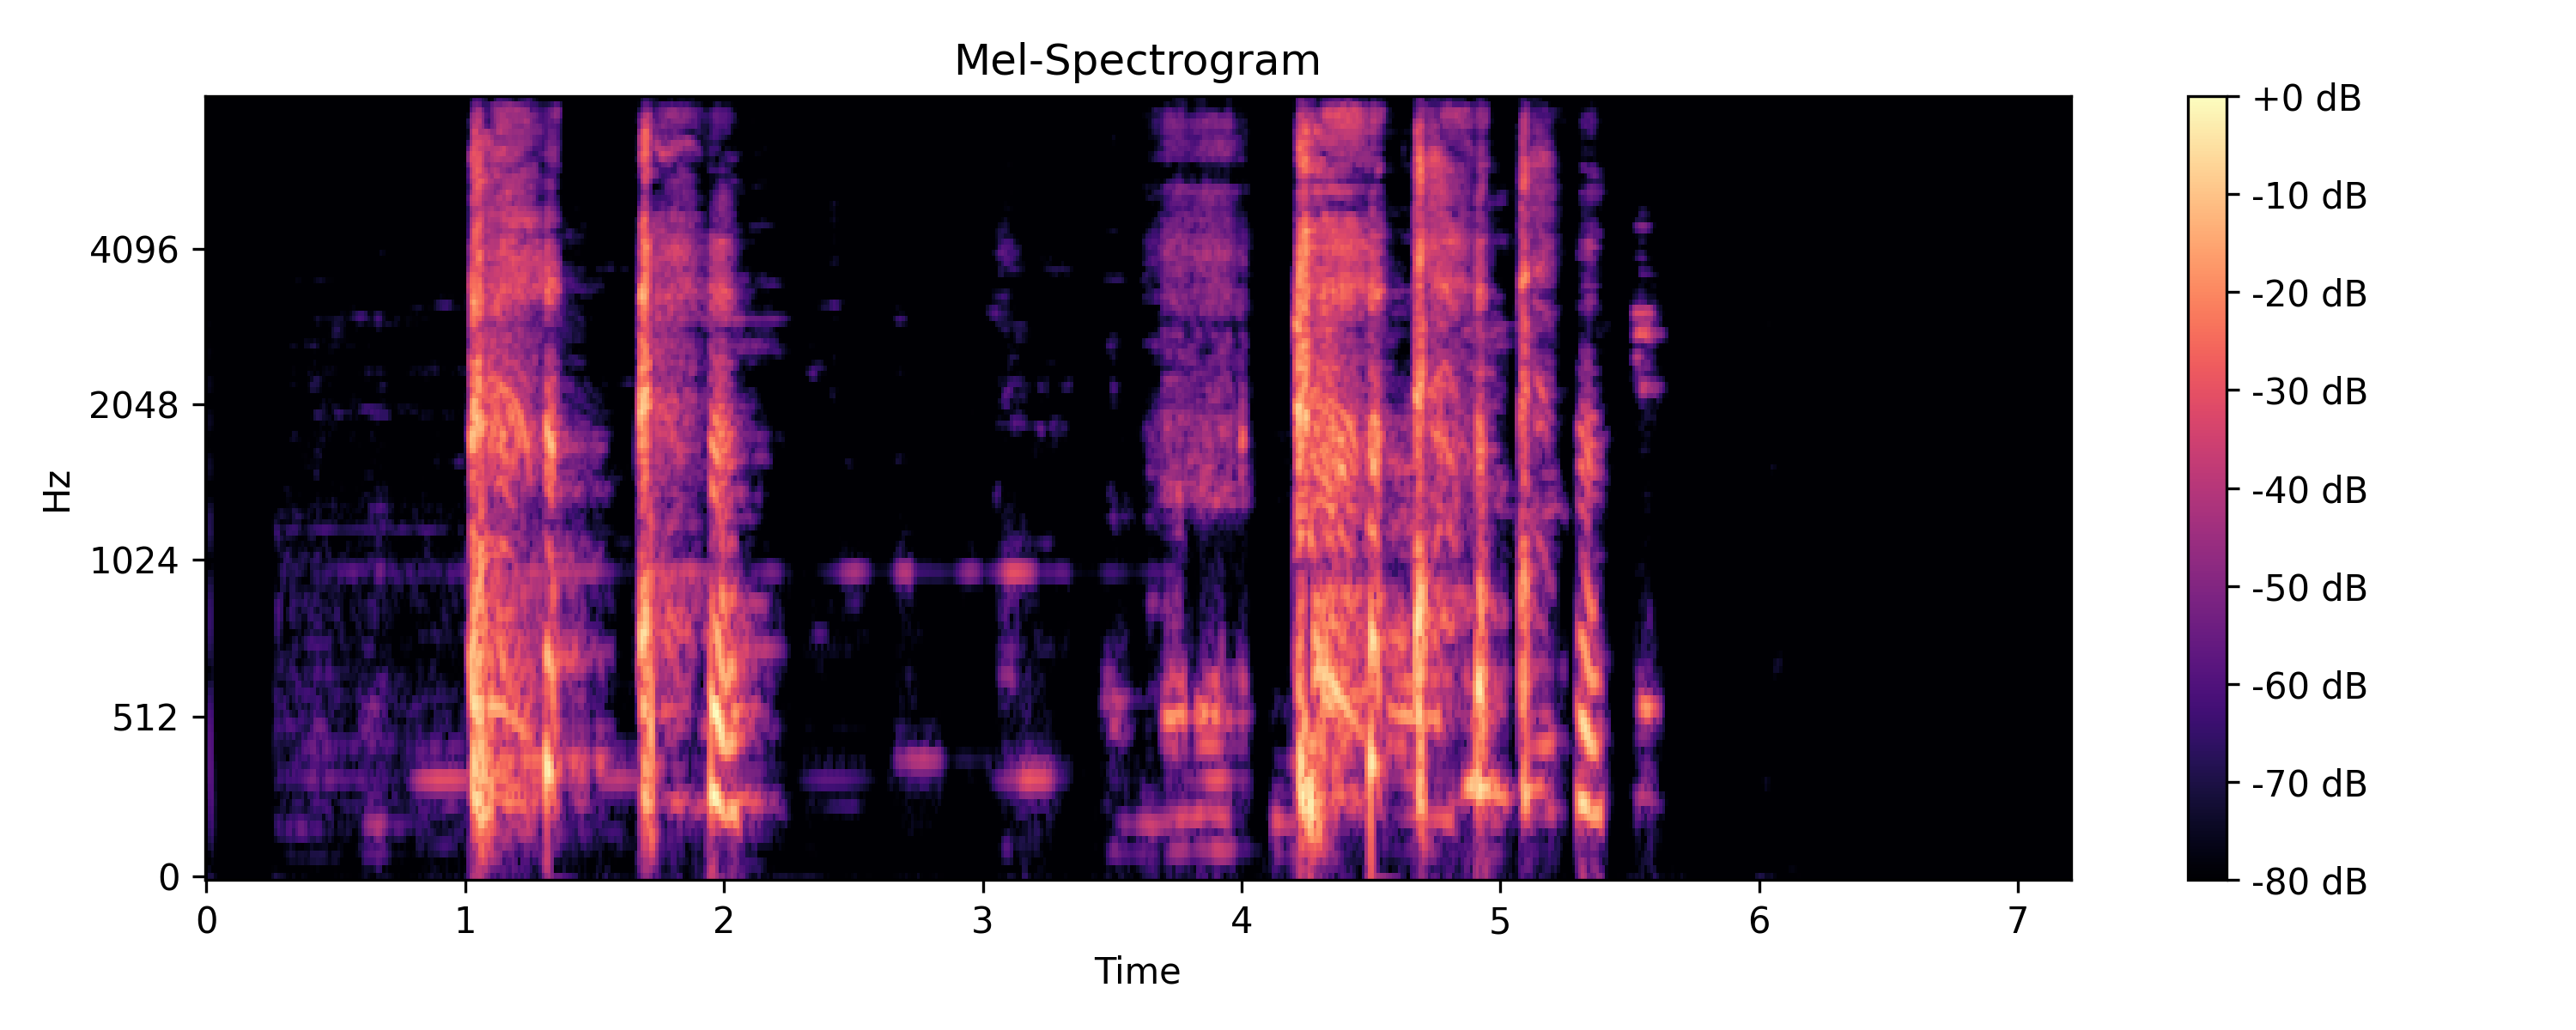 Mel-Spectrogram
+0 dB
-10 dB
-20 dB
-30 dB
-40 dB
-50 dB
-60 dB
-70 dB
-80 dB
4096
2048
1024
512
0
Hz
0 1 2 3 4 5 6 7
Time